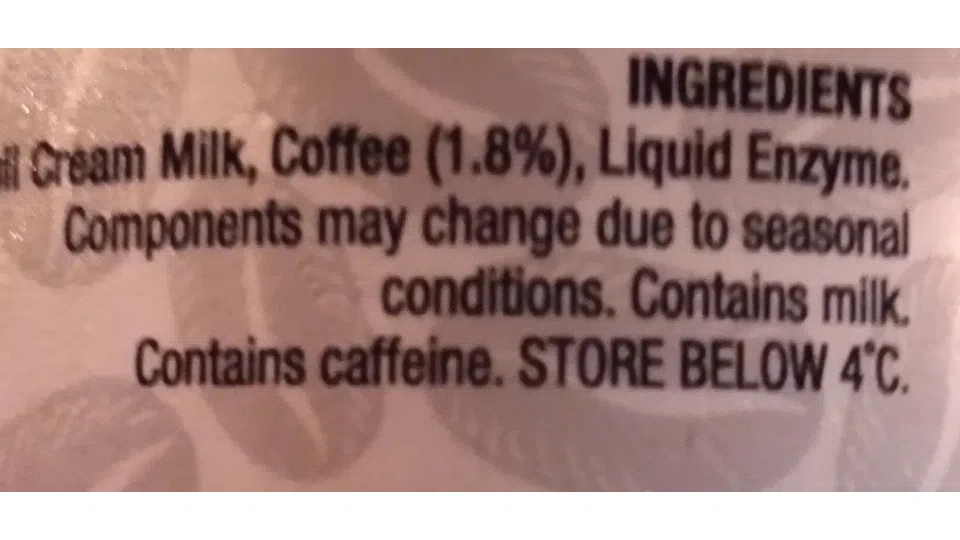 INGREDIENTS
Cream Milk, Coffee (1.8%), Liquid Enzyme.
Components may change due to seasonal
conditions. Contains milk.
Contains caffeine. STORE BELOW 4°C.